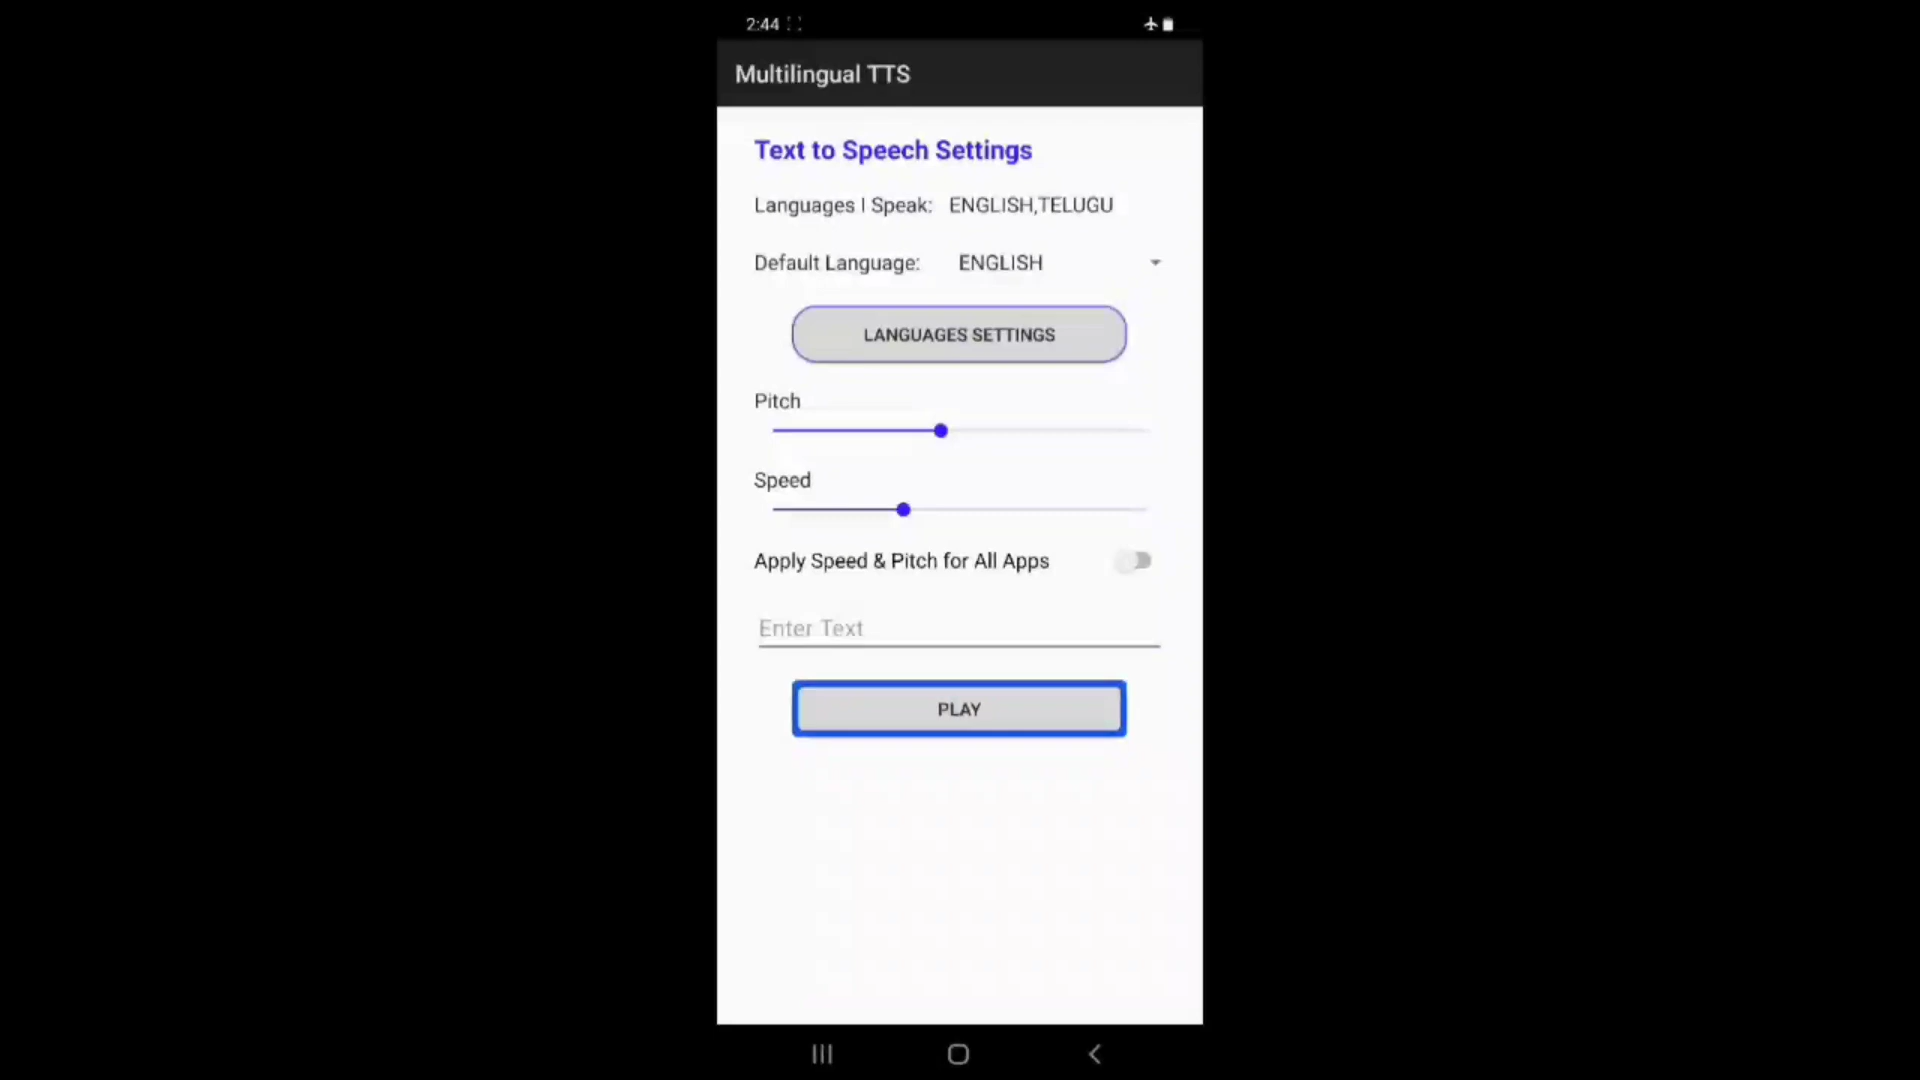 2:44
Multilingual TTS
Text to Speech Settings
Languages I Speak: ENGLISH,TELUGU
Default Language: ENGLISH
LANGUAGES SETTINGS
Pitch
Speed
Apply Speed & Pitch for All Apps
Enter Text
PLAY